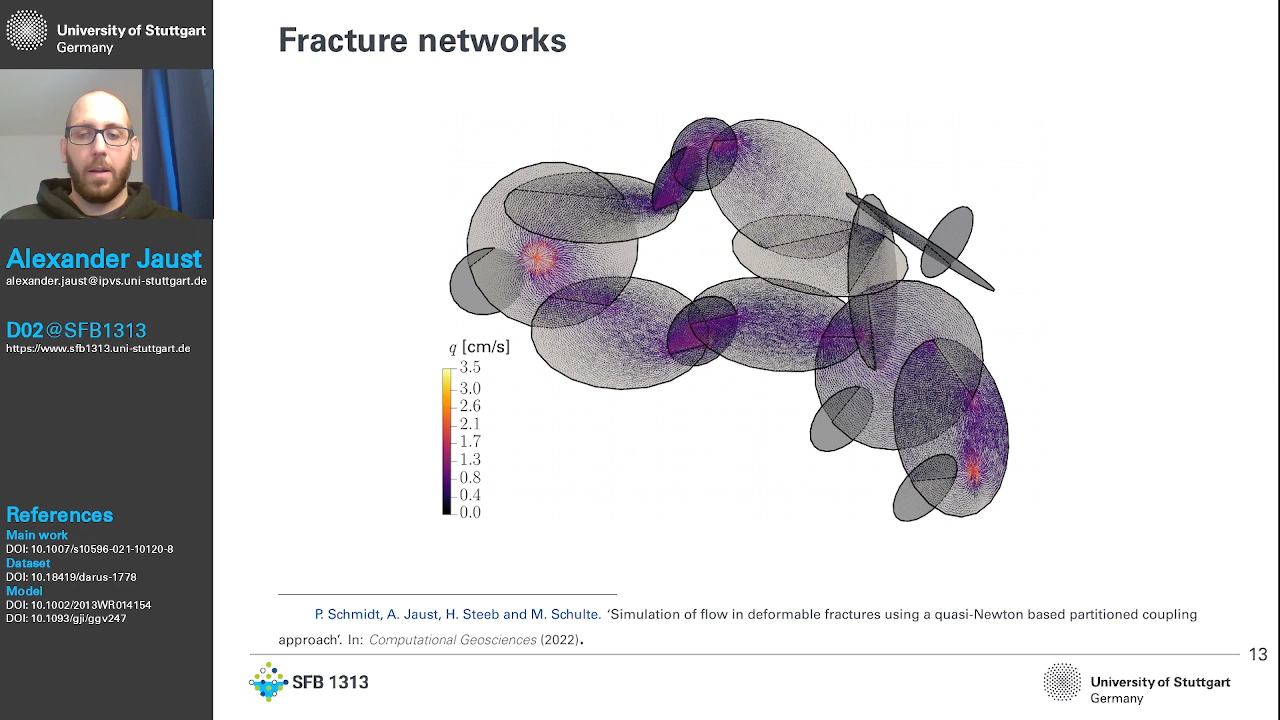 University of Stuttgart
Germany
Alexander Jaust
alexander.jaust@ipvs.uni-stuttgart.de
D02@SFB1313
https://www.sfb1313.uni-stuttgart.de
References
Main work
DOI: 10.1007/s10596-021-10120-8
Dataset
DOI: 10.18419/darus-1778
Model
DOI: 10.1002/2013WR014154
DOI: 10.1093/gji/ggv247
Fracture networks
q [cm/s]
3.5
3.0
2.6
2.1
1.7
1.3
0.8
0.4
0.0
P. Schmidt, A. Jaust, H. Steeb and M. Schulte. ‘Simulation of flow in deformable fractures using a quasi-Newton based partitioned coupling
approach’. In: Computational Geosciences (2022).
13
SFB 1313
University of Stuttgart
Germany